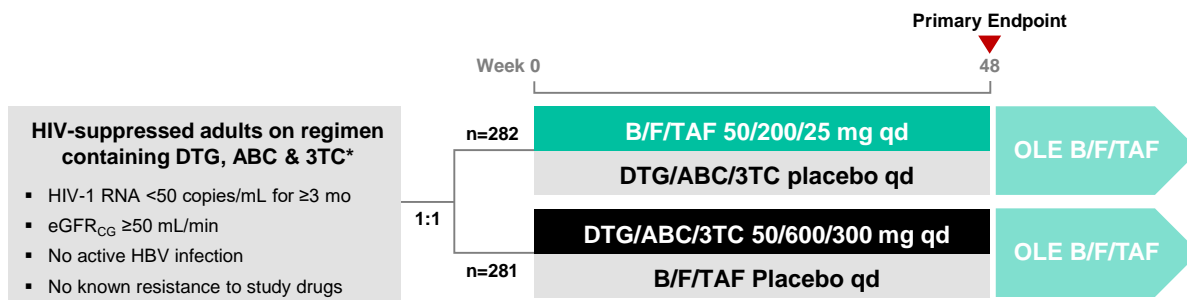 Primary Endpoint
Week 0
48
HIV-suppressed adults on regimen
containing DTG, ABC & 3TC*
▪ HIV-1 RNA <50 copies/mL for ≥3 mo
▪ eGFRCG ≥50 mL/min
▪ No active HBV infection
▪ No known resistance to study drugs
1:1
n=282
B/F/TAF 50/200/25 mg qd
DTG/ABC/3TC placebo qd
OLE B/F/TAF
n=281
DTG/ABC/3TC 50/600/300 mg qd
B/F/TAF Placebo qd
OLE B/F/TAF